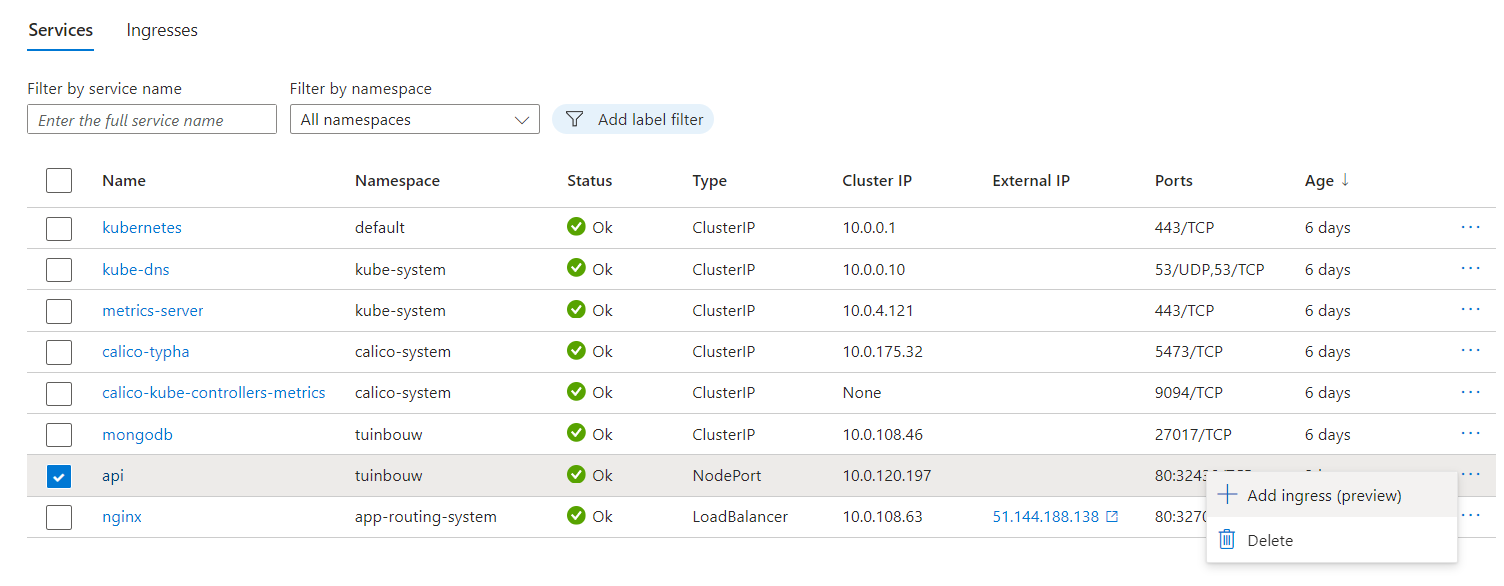 Services Ingresses
Filter by service name Filter by namespace
Enter the full service name All namespaces Add label filter
Name Namespace Status Type Cluster IP External IP Ports Age ↓
kubernetes default Ok ClusterIP 10.0.0.1 443/TCP 6 days ...
kube-dns kube-system Ok ClusterIP 10.0.0.10 53/UDP,53/TCP 6 days ...
metrics-server kube-system Ok ClusterIP 10.0.4.121 443/TCP 6 days ...
calico-typha calico-system Ok ClusterIP 10.0.175.32 5473/TCP 6 days ...
calico-kube-controllers-metrics calico-system Ok ClusterIP None 9094/TCP 6 days ...
mongodb tuinbouw Ok ClusterIP 10.0.108.46 27017/TCP 6 days ...
api tuinbouw Ok NodePort 10.0.120.197 ...
Add ingress (preview)
nginx app-routing-system Ok LoadBalancer 10.0.108.63 51.144.188.138 ...
Delete